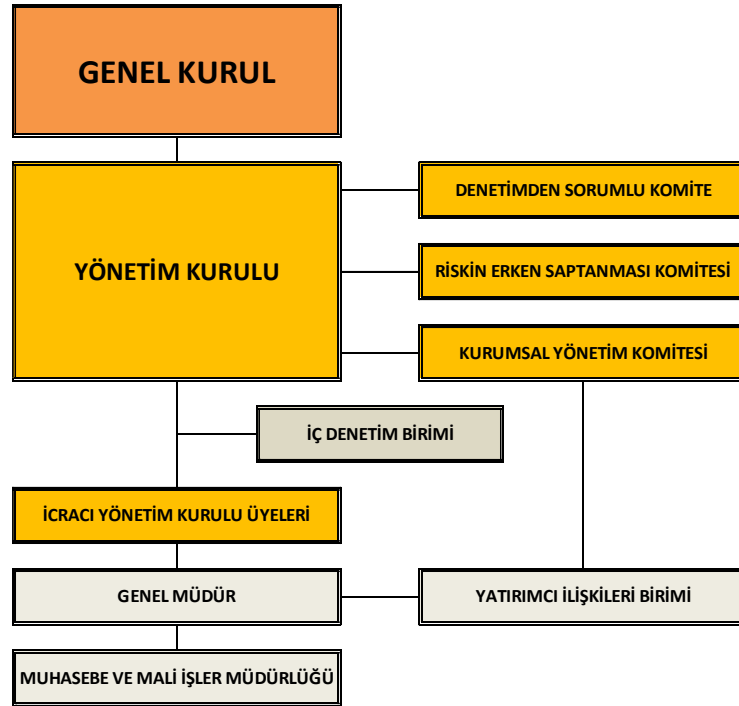 GENEL KURUL
YÖNETİM KURULU
DENETİMDEN SORUMLU KOMİTE
RİSKİN ERKEN SAPTANMASI KOMİTESİ
KURUMSAL YÖNETİM KOMİTESİ
İÇ DENETİM BİRİMİ
İCRACI YÖNETİM KURULU ÜYELERİ
GENEL MÜDÜR
YATIRIMCI İLİŞKİLERİ BİRİMİ
MUHASEBE VE MALİ İŞLER MÜDÜRLÜĞÜ